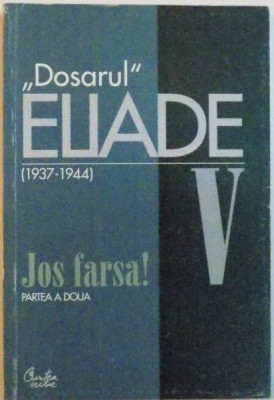 „Dosarul“
ELIADE
(1937-1944)
V
Jos farsa!
PARTEA A DOUA
Curtea veche